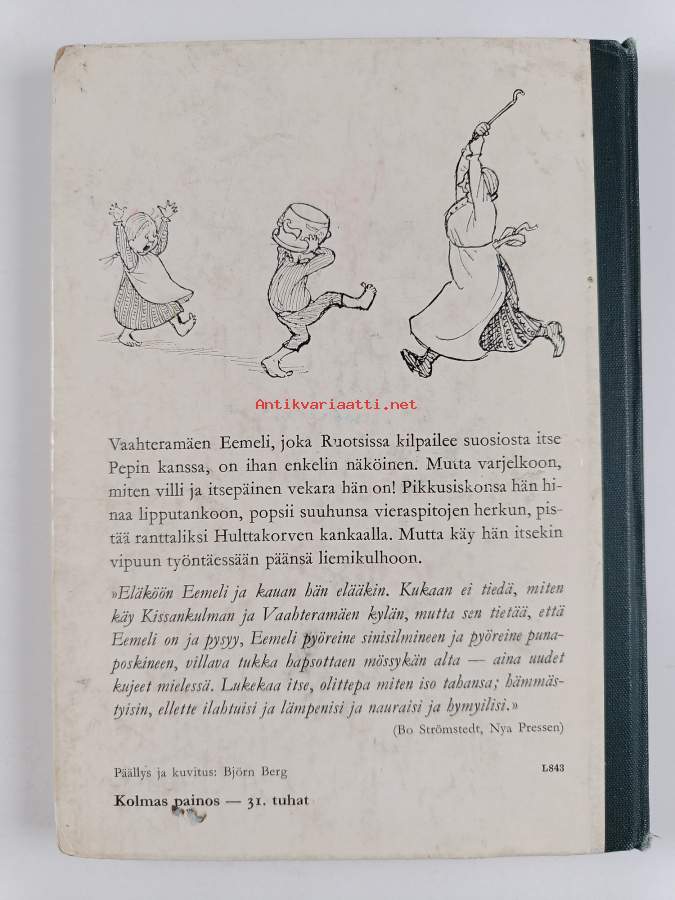 Antikvariaatti.net
Vaahteramäen Eemeli, joka Ruotsissa kilpailee suosiosta itse
Pepin kanssa, on ihan enkelin näköinen. Mutta varjelkoon,
miten villi ja itsepäinen vekara hän on! Pikkusiskonsa hän hi-
naa lipputankoon, popsii suuhunsa vieraspitojen herkun, pis-
tää ranttaliksi Hulttakorven kankaalla. Mutta käy hän itsekin
vipuun työntäessään päänsä liemikulhoon.
»Eläköön Eemeli ja kauan hän elääkin. Kukaan ei tiedä, miten
käy Kissankulman ja Vaahteramäen kylän, mutta sen tietää, että
Eemeli on ja pysyy, Eemeli pyöreine sinisilmineen ja pyöreine puna-
poskineen, villava tukka hapsottaen mössykän alta — aina uudet
kujeet mielessä. Lukekaa itse, olittepa miten iso tahansa; hämmäs-
tyisin, ellette ilahtuisi ja lämpenisi ja nauraisi ja hymyilisi.»
(Bo Strömstedt, Nya Pressen)
Päällys ja kuvitus: Björn Berg
L843
Kolmas painos — 31. tuhat